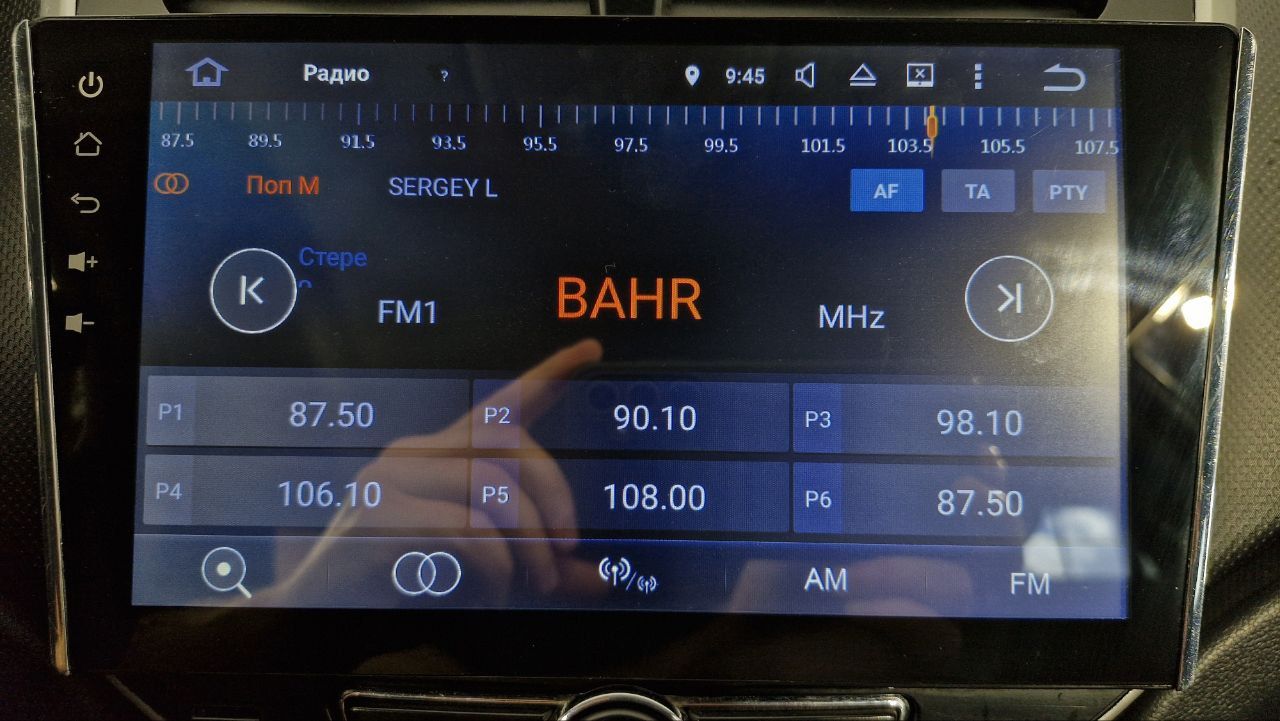 Радио ? 9:45
87.5 89.5 91.5 93.5 95.5 97.5 99.5 101.5 103.5 105.5 107.5
Поп М SERGEY L AF TA PTY
Стерео
FM1 BAHR MHz
P1 87.50 P2 90.10 P3 98.10
P4 106.10 P5 108.00 P6 87.50
AM FM